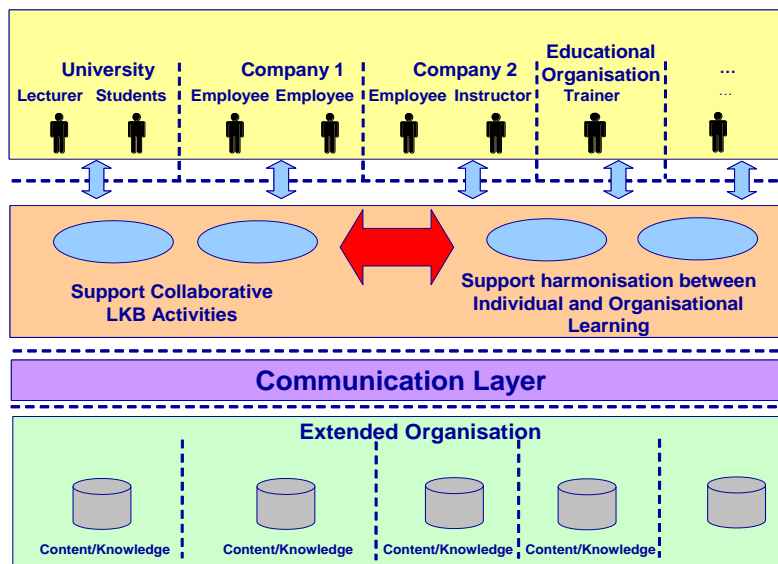 University
Lecturer Students
Company 1
Employee Employee
Company 2
Employee Instructor
Educational
Organisation
Trainer
...
...
Support Collaborative
LKB Activities
Support harmonisation between
Individual and Organisational
Learning
Communication Layer
Extended Organisation
Content/Knowledge
Content/Knowledge
Content/Knowledge
Content/Knowledge